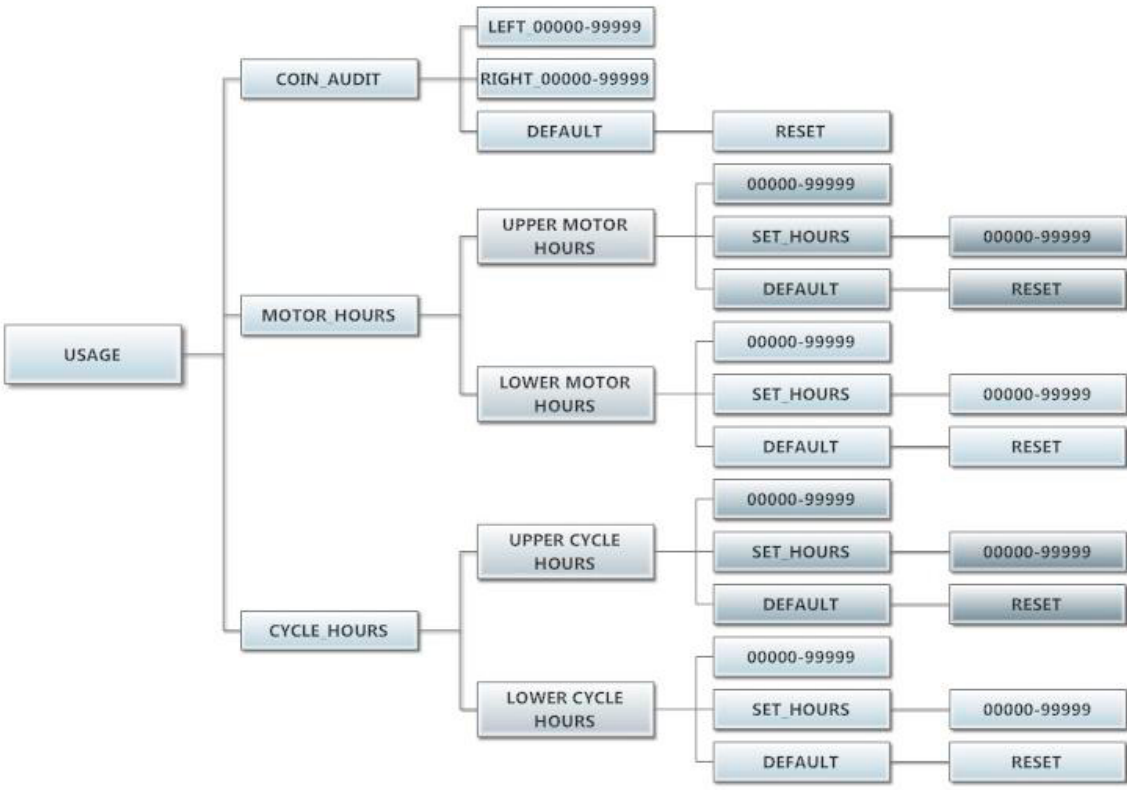 LEFT_00000-99999
COIN_AUDIT
RIGHT_00000-99999
DEFAULT
RESET
00000-99999
UPPER MOTOR
HOURS
SET_HOURS
00000-99999
DEFAULT
RESET
MOTOR_HOURS
00000-99999
USAGE
LOWER MOTOR
HOURS
SET_HOURS
00000-99999
DEFAULT
RESET
00000-99999
UPPER CYCLE
HOURS
SET_HOURS
00000-99999
DEFAULT
RESET
CYCLE_HOURS
00000-99999
LOWER CYCLE
HOURS
SET_HOURS
00000-99999
DEFAULT
RESET